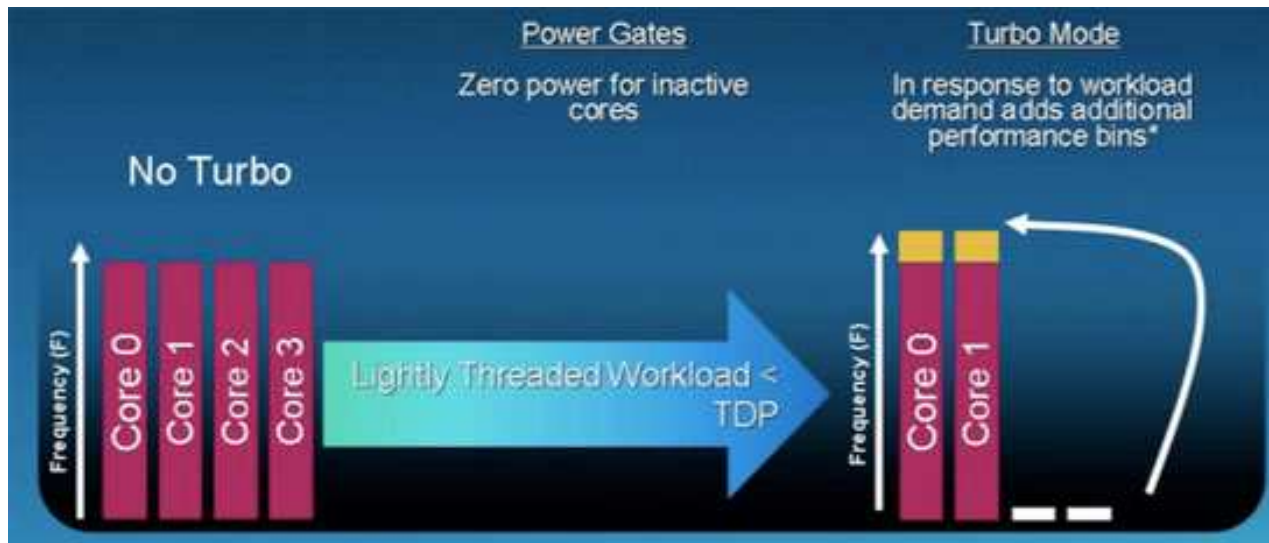 Power Gates
Zero power for inactive
cores
Turbo Mode
In response to workload
demand adds additional
performance bins*
No Turbo
Frequency (F)
Core 0
Core 1
Core 2
Core 3
Lightly Threaded Workload <
TDP
Frequency (F)
Core 0
Core 1